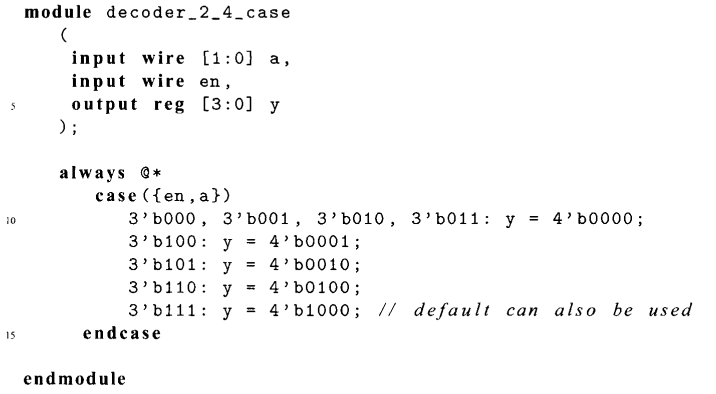 module decoder_2_4_case
(
input wire [1:0] a,
input wire en,
5 output reg [3:0] y
);
always @*
case({en,a})
10 3'b000, 3'b001, 3'b010, 3'b011: y = 4'b0000;
3'b100: y = 4'b0001;
3'b101: y = 4'b0010;
3'b110: y = 4'b0100;
3'b111: y = 4'b1000; // default can also be used
15 endcase
endmodule